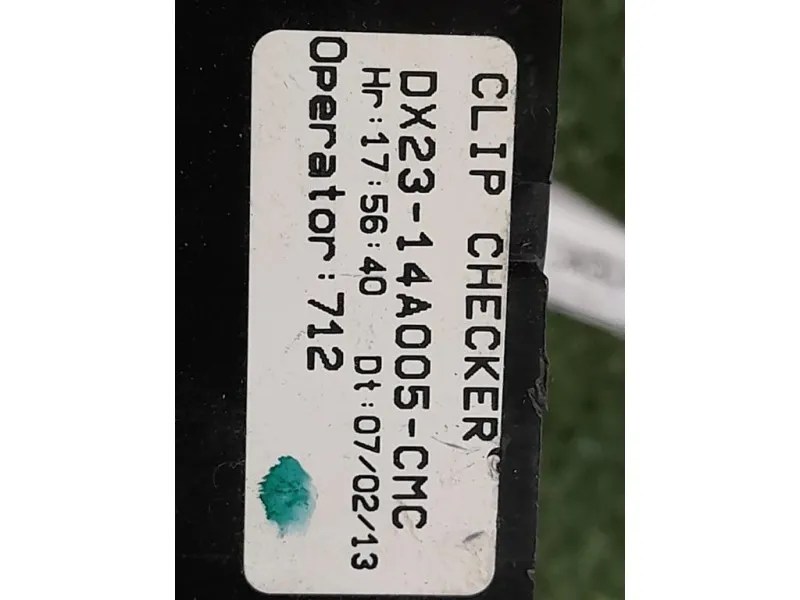 CLIP CHECKER
DX23-14A005-CMC
Hr:17:56:40 Dt:07/02/13
Operator:712